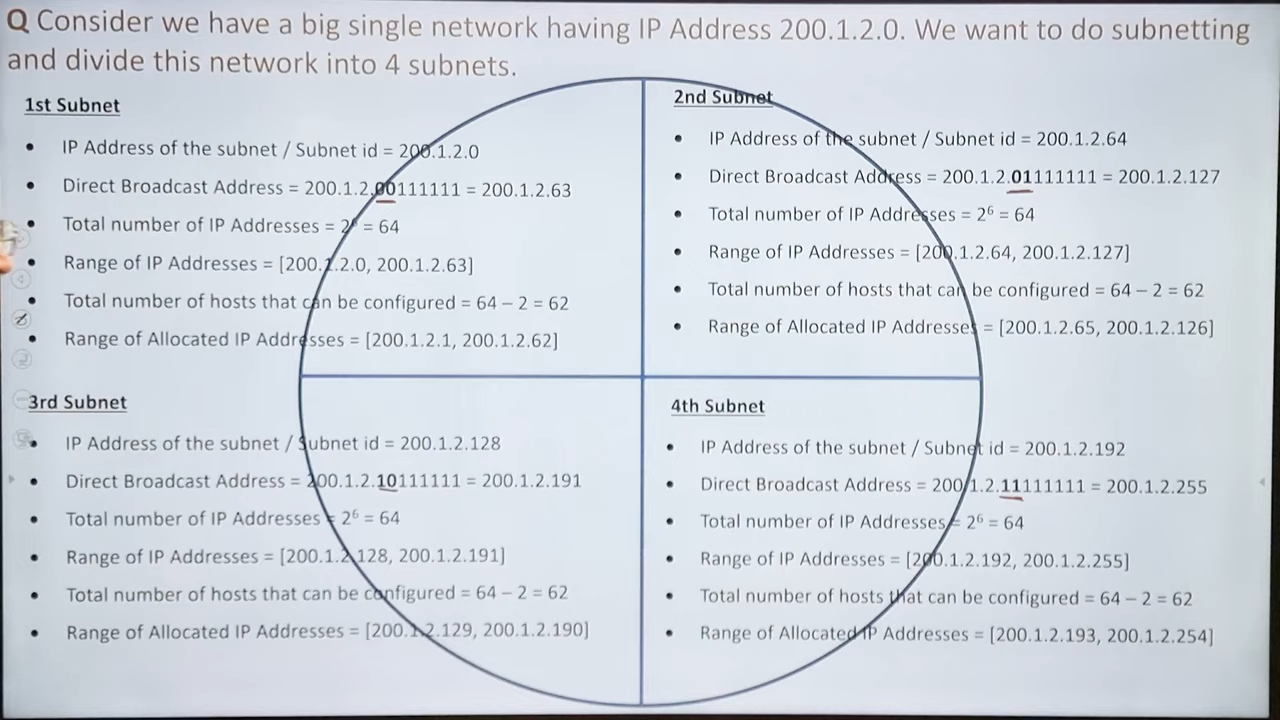 Q Consider we have a big single network having IP Address 200.1.2.0. We want to do subnetting
and divide this network into 4 subnets.
1st Subnet
• IP Address of the subnet / Subnet id = 200.1.2.0
• Direct Broadcast Address = 200.1.2.00111111 = 200.1.2.63
• Total number of IP Addresses = 2⁶ = 64
• Range of IP Addresses = [200.1.2.0, 200.1.2.63]
• Total number of hosts that can be configured = 64 – 2 = 62
• Range of Allocated IP Addresses = [200.1.2.1, 200.1.2.62]
2nd Subnet
• IP Address of the subnet / Subnet id = 200.1.2.64
• Direct Broadcast Address = 200.1.2.01111111 = 200.1.2.127
• Total number of IP Addresses = 2⁶ = 64
• Range of IP Addresses = [200.1.2.64, 200.1.2.127]
• Total number of hosts that can be configured = 64 – 2 = 62
• Range of Allocated IP Addresses = [200.1.2.65, 200.1.2.126]
3rd Subnet
• IP Address of the subnet / Subnet id = 200.1.2.128
• Direct Broadcast Address = 200.1.2.10111111 = 200.1.2.191
• Total number of IP Addresses = 2⁶ = 64
• Range of IP Addresses = [200.1.2.128, 200.1.2.191]
• Total number of hosts that can be configured = 64 – 2 = 62
• Range of Allocated IP Addresses = [200.1.2.129, 200.1.2.190]
4th Subnet
• IP Address of the subnet / Subnet id = 200.1.2.192
• Direct Broadcast Address = 200.1.2.11111111 = 200.1.2.255
• Total number of IP Addresses = 2⁶ = 64
• Range of IP Addresses = [200.1.2.192, 200.1.2.255]
• Total number of hosts that can be configured = 64 – 2 = 62
• Range of Allocated IP Addresses = [200.1.2.193, 200.1.2.254]